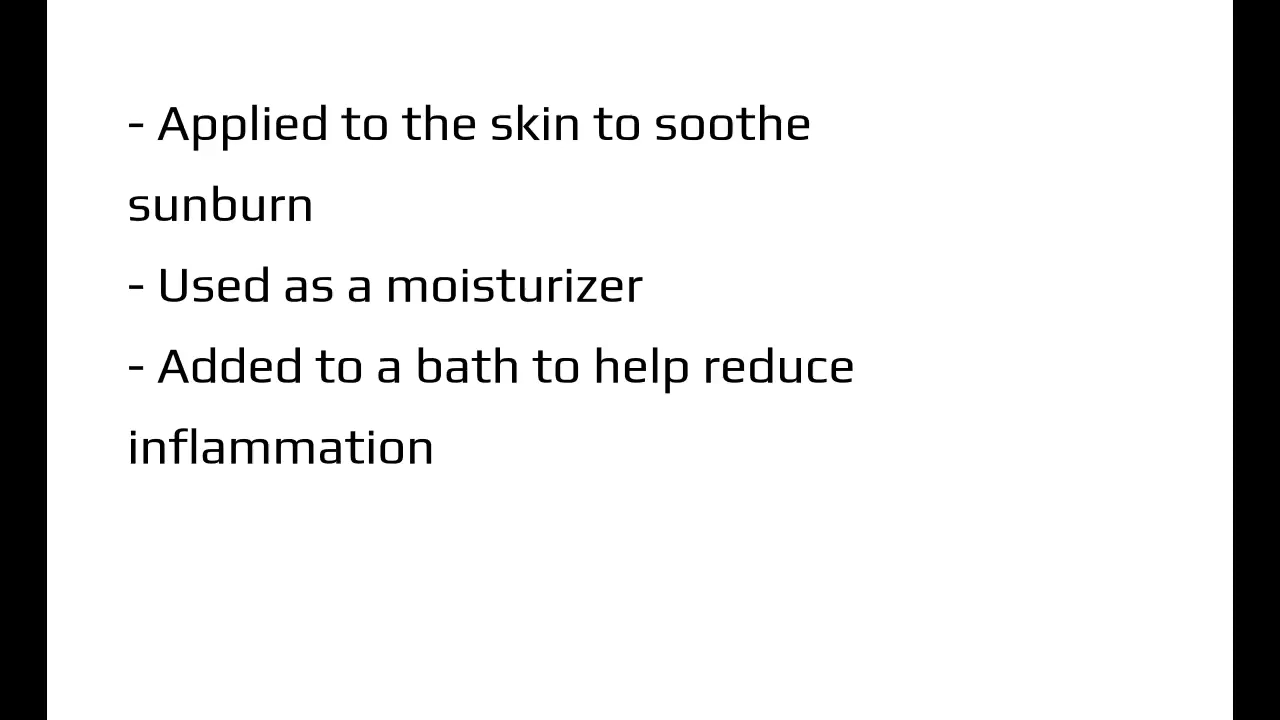 - Applied to the skin to soothe
sunburn
- Used as a moisturizer
- Added to a bath to help reduce
inflammation